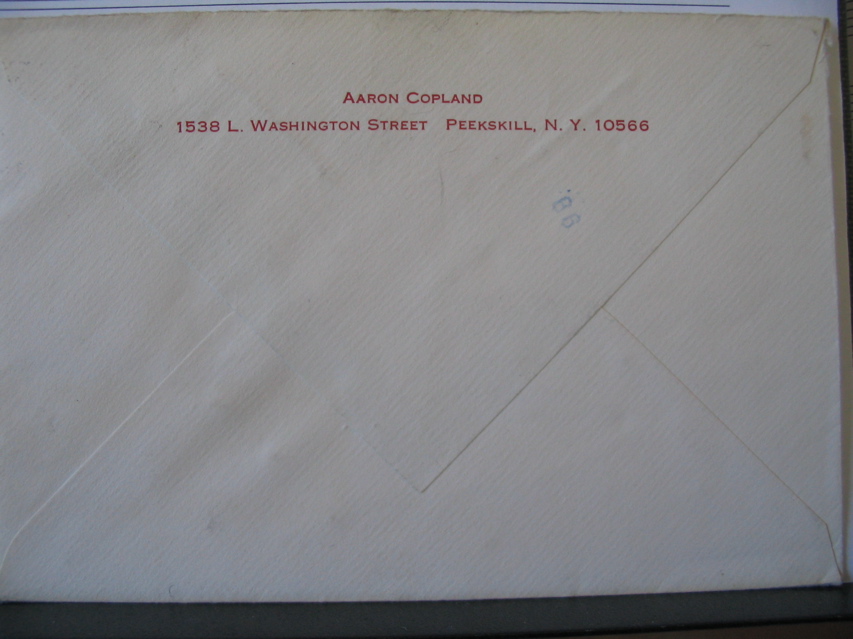 Aaron Copland
1538 L. Washington Street Peekskill, N. Y. 10566